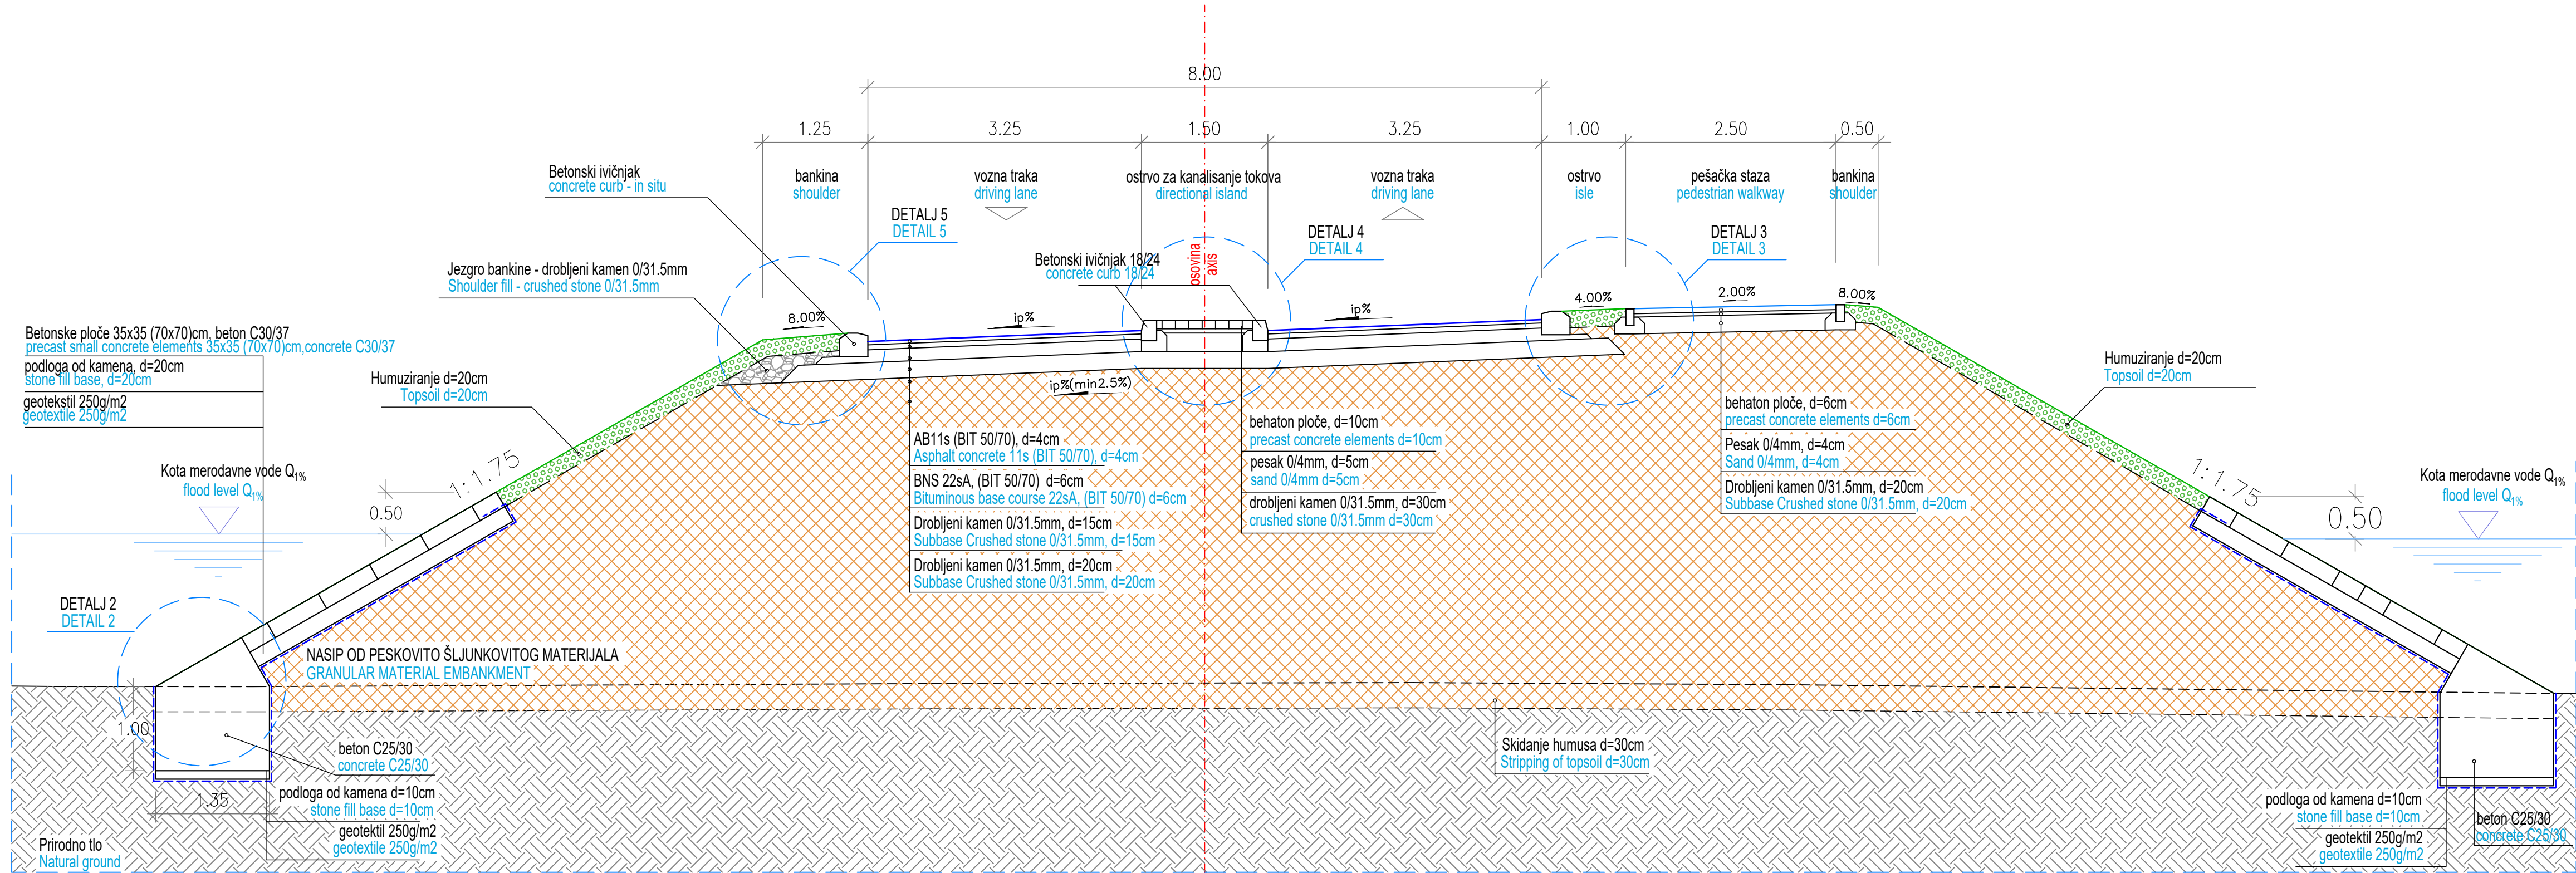 8.00
1.25
3.25
1.50
3.25
1.00
2.50
0.50
bankina
shoulder
vozna traka
driving lane
ostrvo za kanalisanje tokova
directional island
vozna traka
driving lane
ostrvo
isle
pešačka staza
pedestrian walkway
bankina
shoulder
Betonski ivičnjak
concrete curb - in situ
DETALJ 5
DETAIL 5
DETALJ 4
DETAIL 4
DETALJ 3
DETAIL 3
osovina
axis
Betonski ivičnjak 18/24
concrete curb 18/24
Jezgro bankine - drobljeni kamen 0/31.5mm
Shoulder fill - crushed stone 0/31.5mm
8.00%
ip%
ip%
4.00%
2.00%
8.00%
ip%(min2.5%)
Betonske ploče 35x35 (70x70)cm, beton C30/37
precast small concrete elements 35x35 (70x70)cm,concrete C30/37
podloga od kamena, d=20cm
stone fill base, d=20cm
geotekstil 250g/m2
geotextile 250g/m2
Humuziranje d=20cm
Topsoil d=20cm
Humuziranje d=20cm
Topsoil d=20cm
Kota merodavne vode Q1%
flood level Q1%
0.50
1:1.75
AB11s (BIT 50/70), d=4cm
Asphalt concrete 11s (BIT 50/70), d=4cm
BNS 22sA, (BIT 50/70) d=6cm
Bituminous base course 22sA, (BIT 50/70) d=6cm
Drobljeni kamen 0/31.5mm, d=15cm
Subbase Crushed stone 0/31.5mm, d=15cm
Drobljeni kamen 0/31.5mm, d=20cm
Subbase Crushed stone 0/31.5mm, d=20cm
behaton ploče, d=10cm
precast concrete elements d=10cm
pesak 0/4mm, d=5cm
sand 0/4mm d=5cm
drobljeni kamen 0/31.5mm, d=30cm
crushed stone 0/31.5mm d=30cm
behaton ploče, d=6cm
precast concrete elements d=6cm
Pesak 0/4mm, d=4cm
Sand 0/4mm, d=4cm
Drobljeni kamen 0/31.5mm, d=20cm
Subbase Crushed stone 0/31.5mm, d=20cm
1:1.75
0.50
Kota merodavne vode Q1%
flood level Q1%
DETALJ 2
DETAIL 2
NASIP OD PESKOVITO ŠLJUNKOVITOG MATERIJALA
GRANULAR MATERIAL EMBANKMENT
1.00
1.35
beton C25/30
concrete C25/30
podloga od kamena d=10cm
stone fill base d=10cm
geotektil 250g/m2
geotextile 250g/m2
Prirodno tlo
Natural ground
Skidanje humusa d=30cm
Stripping of topsoil d=30cm
podloga od kamena d=10cm
stone fill base d=10cm
geotektil 250g/m2
geotextile 250g/m2
beton C25/30
concrete C25/30